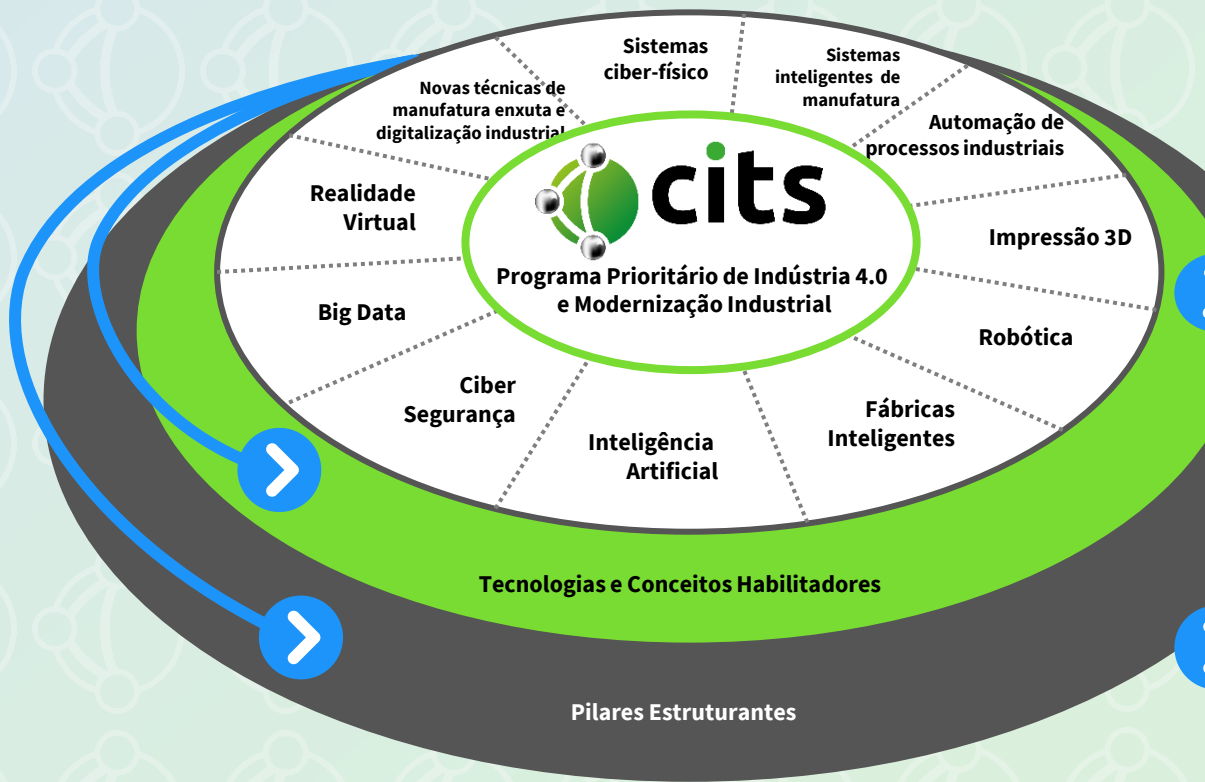 Sistemas
ciber-físico
Sistemas
inteligentes de
manufatura
Novas técnicas de
manufatura enxuta e
digitalização industrial
Automação de
processos industriais
Realidade
Virtual
cits
Impressão 3D
Programa Prioritário de Indústria 4.0
e Modernização Industrial
Big Data
Robótica
Ciber
Segurança
Fábricas
Inteligentes
Inteligência
Artificial
Tecnologias e Conceitos Habilitadores
Pilares Estruturantes